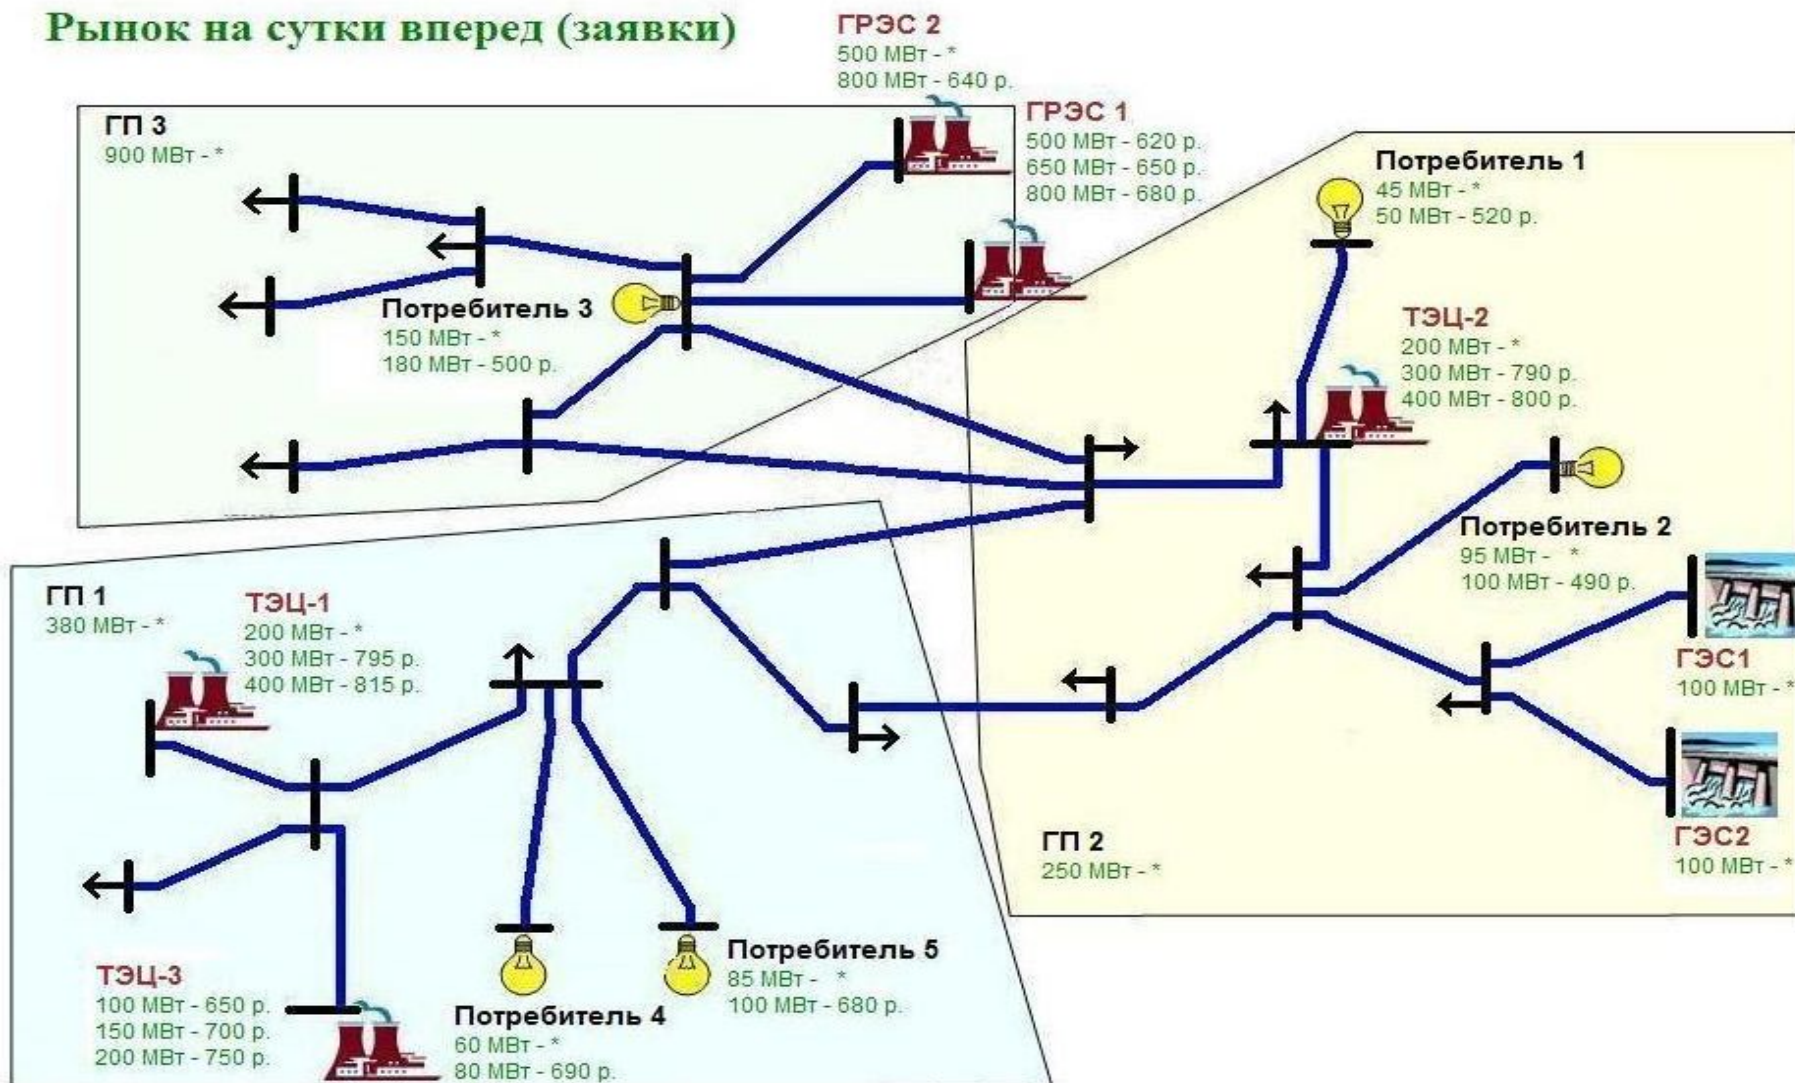 Рынок на сутки вперед (заявки)
ГРЭС 2
500 МВт - *
800 МВт - 640 р.
ГРЭС 1
500 МВт - 620 р.
650 МВт - 650 р.
800 МВт - 680 р.
ГП 3
900 МВт - *
Потребитель 1
45 МВт - *
50 МВт - 520 р.
Потребитель 3
150 МВт - *
180 МВт - 500 р.
ТЭЦ-2
200 МВт - *
300 МВт - 790 р.
400 МВт - 800 р.
Потребитель 2
95 МВт - *
100 МВт - 490 р.
ГП 1
380 МВт - *
ТЭЦ-1
200 МВт - *
300 МВт - 795 р.
400 МВт - 815 р.
ГЭС1
100 МВт - *
ГП 2
250 МВт - *
ГЭС2
100 МВт - *
ТЭЦ-3
100 МВт - 650 р.
150 МВт - 700 р.
200 МВт - 750 р.
Потребитель 4
60 МВт - *
80 МВт - 690 р.
Потребитель 5
85 МВт - *
100 МВт - 680 р.